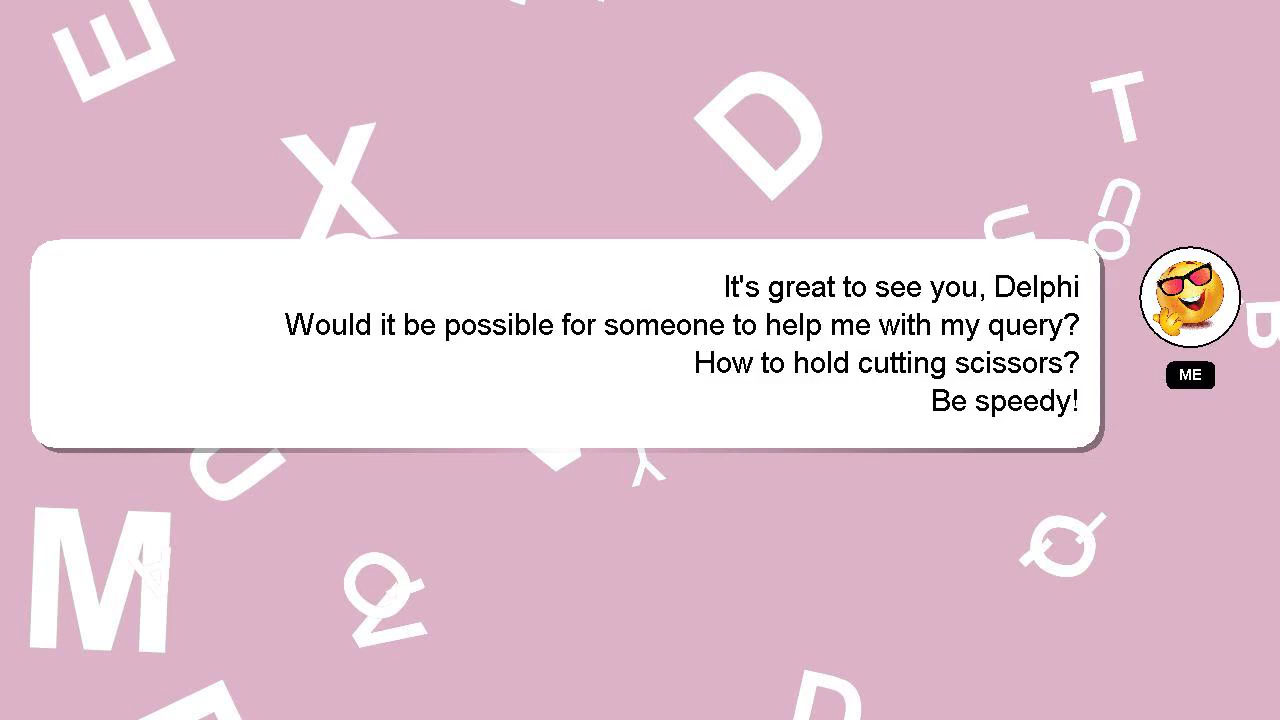 It's great to see you, Delphi
Would it be possible for someone to help me with my query?
How to hold cutting scissors?
Be speedy!
ME
E
X
D
T
U
O
U
B
U
Y
M
A
Q
Z
Q
D